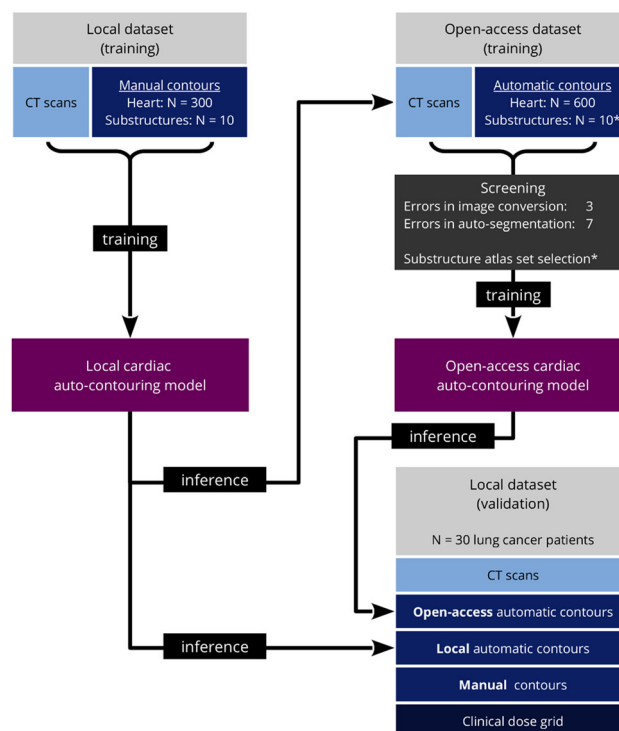 Local dataset
(training)
CT scans
Manual contours
Heart: N = 300
Substructures: N = 10
training
Local cardiac
auto-contouring model
inference
inference
Open-access dataset
(training)
CT scans
Automatic contours
Heart: N = 600
Substructures: N = 10*
Screening
Errors in image conversion: 3
Errors in auto-segmentation: 7
Substructure atlas set selection*
training
Open-access cardiac
auto-contouring model
inference
Local dataset
(validation)
N = 30 lung cancer patients
CT scans
Open-access automatic contours
Local automatic contours
Manual contours
Clinical dose grid